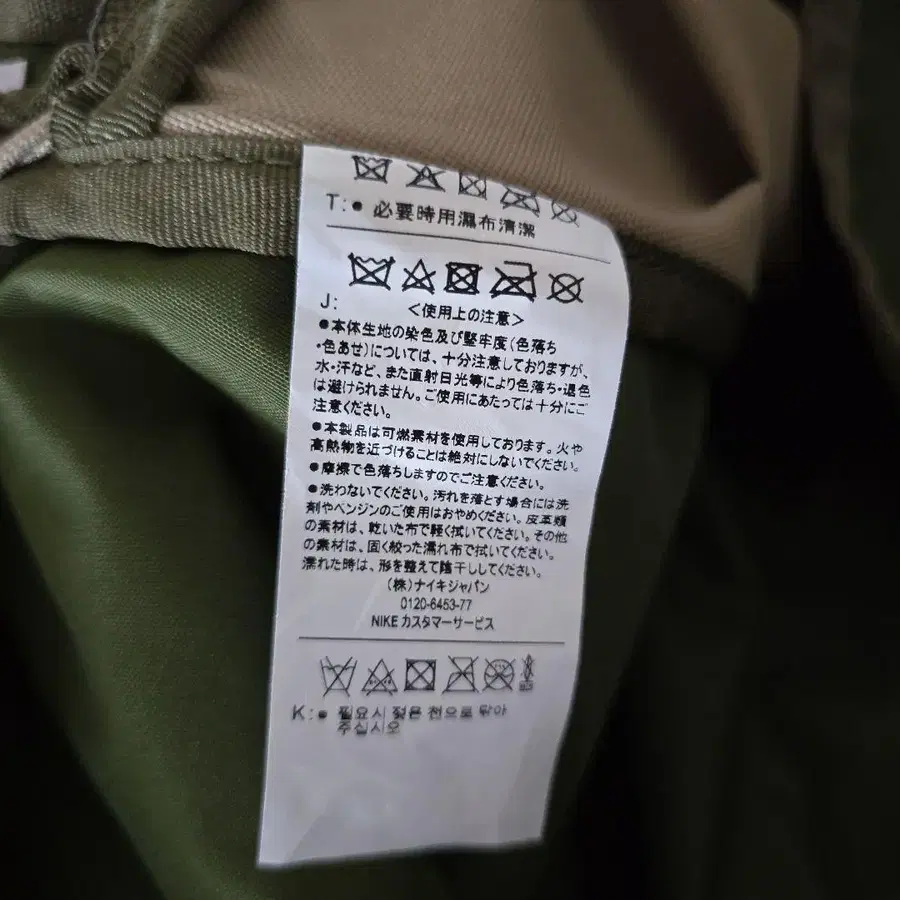 T:● 必要時用濕布清潔
J:
＜使用上の注意＞
●本体生地の染色及び堅牢度(色落ち
・色あせ)については、十分注意しておりますが、
水・汗など、また直射日光等により色落ち・退色
は避けられません。ご使用にあたっては十分にご
注意ください。
●本製品は可燃素材を使用しております。火や
高熱物を近づけることは絶対にしないでください。
●摩擦で色落ちしますのでご注意ください。
●洗わないでください。汚れを落とす場合には洗
剤やベンジンのご使用はおやめください。皮革類
の素材は、乾いた布で軽く拭いてください。その他
の素材は、固く絞った濡れ布で拭いてください。
濡れた時は、形を整えて陰干ししてください。
(株)ナイキジャパン
0120-6453-77
NIKE カスタマーサービス
K:● 필요시 젖은 천으로 닦아
주십시오